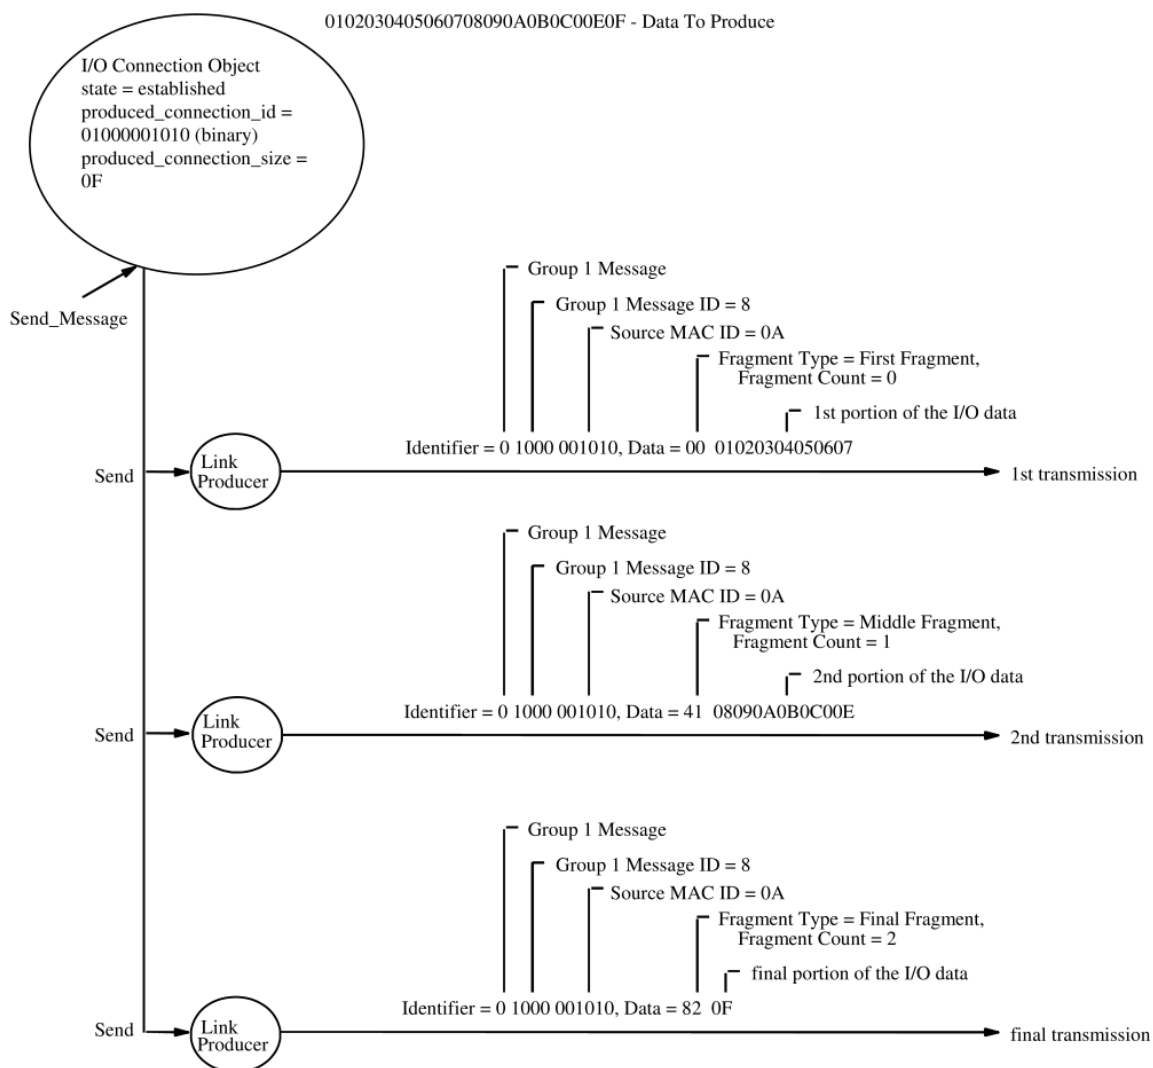 0102030405060708090A0B0C00E0F - Data To Produce
I/O Connection Object
state = established
produced_connection_id =
01000001010 (binary)
produced_connection_size =
0F
Send_Message
Group 1 Message
Group 1 Message ID = 8
Source MAC ID = 0A
Fragment Type = First Fragment,
Fragment Count = 0
1st portion of the I/O data
Identifier = 0 1000 001010, Data = 00  01020304050607
Send
Link
Producer
1st transmission
Group 1 Message
Group 1 Message ID = 8
Source MAC ID = 0A
Fragment Type = Middle Fragment,
Fragment Count = 1
2nd portion of the I/O data
Identifier = 0 1000 001010, Data = 41  08090A0B0C00E
Send
Link
Producer
2nd transmission
Group 1 Message
Group 1 Message ID = 8
Source MAC ID = 0A
Fragment Type = Final Fragment,
Fragment Count = 2
final portion of the I/O data
Identifier = 0 1000 001010, Data = 82  0F
Send
Link
Producer
final transmission